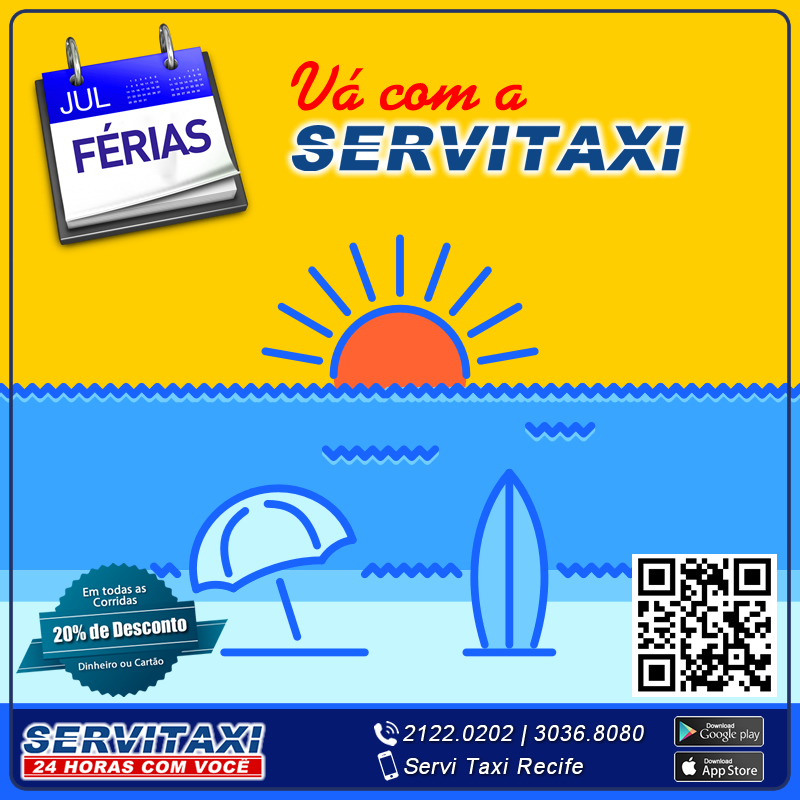 JUL
FÉRIAS
Vá com a
SERVITAXI
Em todas as
Corridas
20% de Desconto
Dinheiro ou Cartão
SERVITAXI
24 HORAS COM VOCÊ
2122.0202 | 3036.8080
Servi Taxi Recife
Download
Google play
Download
App Store